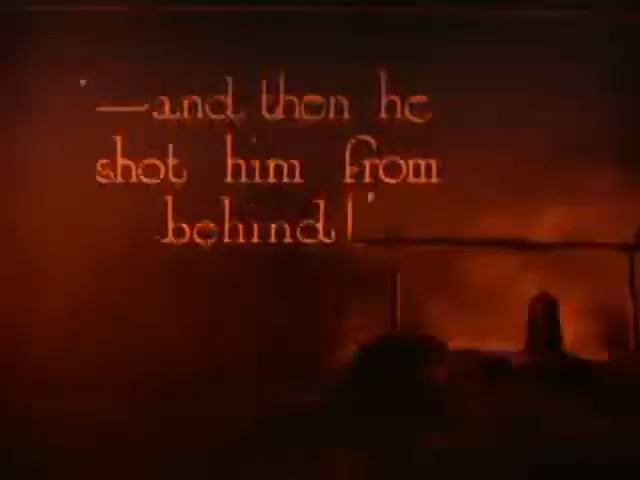 "—and then he
shot him from
behind!"